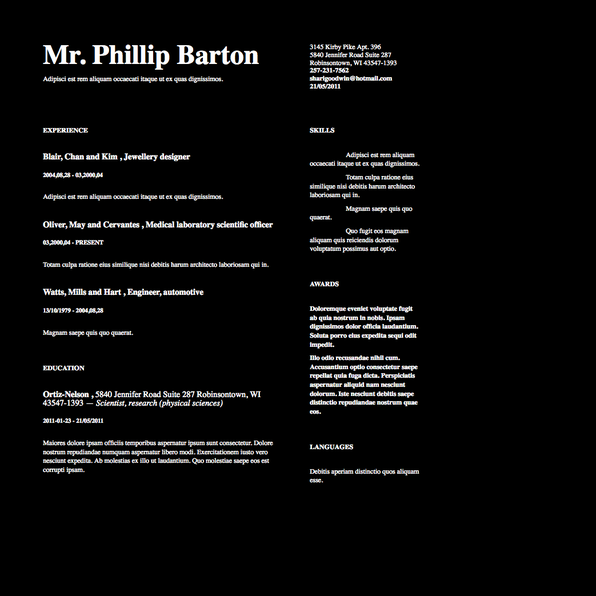 Mr. Phillip Barton
Adipisci est rem aliquam occaecati itaque ut ex quas dignissimos.
3145 Kirby Pike Apt. 396
5840 Jennifer Road Suite 287
Robinsontown, WI 43547-1393
257-231-7562
sharigoodwin@hotmail.com
21/05/2011
EXPERIENCE
Blair, Chan and Kim , Jewellery designer
2004,08,28 - 03,2000,04
Adipisci est rem aliquam occaecati itaque ut ex quas dignissimos.
Oliver, May and Cervantes , Medical laboratory scientific officer
03,2000,04 - PRESENT
Totam culpa ratione eius similique nisi debitis harum architecto laboriosam qui in.
Watts, Mills and Hart , Engineer, automotive
13/10/1979 - 2004,08,28
Magnam saepe quis quo quaerat.
EDUCATION
Ortiz-Nelson , 5840 Jennifer Road Suite 287 Robinsontown, WI
43547-1393 — Scientist, research (physical sciences)
2011-01-23 - 21/05/2011
Maiores dolore ipsam officiis temporibus aspernatur ipsum sunt consectetur. Dolore
nostrum repudiandae numquam aspernatur libero modi. Exercitationem iusto vero
nesciunt expedita. Ab molestias ex illo ut laudantium. Quo molestiae saepe eos est
corrupti ipsam.
SKILLS
Adipisci est rem aliquam
occaecati itaque ut ex quas dignissimos.
Totam culpa ratione eius
similique nisi debitis harum architecto
laboriosam qui in.
Magnam saepe quis quo
quaerat.
Quo fugit eos magnam
aliquam quis reiciendis dolorum
voluptatum possimus aut optio.
AWARDS
Doloremque eveniet voluptate fugit
ab quia nostrum in nobis. Ipsam
dignissimos dolor officia laudantium.
Soluta porro eius expedita sequi odit
impedit.
Illo odio recusandae nihil cum.
Accusantium optio consectetur saepe
repellat quia fuga dicta. Perspiciatis
aspernatur aliquid nam nesciunt
dolorum. Iste nesciunt debitis saepe
distinctio repudiandae nostrum quae
eos.
LANGUAGES
Debitis aperiam distinctio quos aliquam
esse.